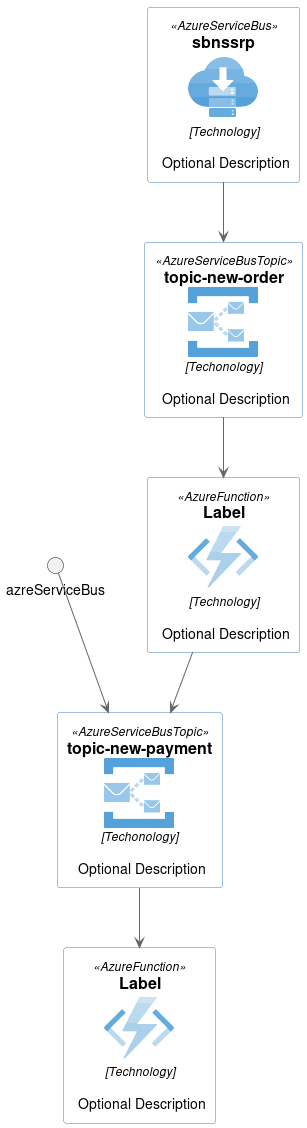 «AzureServiceBus»
sbnssrp
[Technology]
Optional Description
«AzureServiceBusTopic»
topic-new-order
[Techonology]
Optional Description
«AzureFunction»
Label
[Technology]
Optional Description
azreServiceBus
«AzureServiceBusTopic»
topic-new-payment
[Techonology]
Optional Description
«AzureFunction»
Label
[Technology]
Optional Description